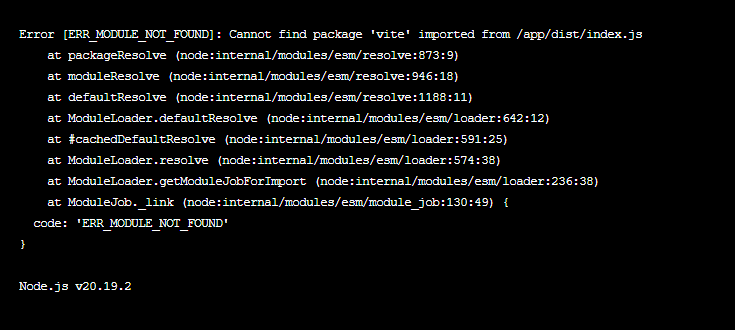 Error [ERR_MODULE_NOT_FOUND]: Cannot find package 'vite' imported from /app/dist/index.js
    at packageResolve (node:internal/modules/esm/resolve:873:9)
    at moduleResolve (node:internal/modules/esm/resolve:946:18)
    at defaultResolve (node:internal/modules/esm/resolve:1188:11)
    at ModuleLoader.defaultResolve (node:internal/modules/esm/loader:642:12)
    at #cachedDefaultResolve (node:internal/modules/esm/loader:591:25)
    at ModuleLoader.resolve (node:internal/modules/esm/loader:574:38)
    at ModuleLoader.getModuleJobForImport (node:internal/modules/esm/loader:236:38)
    at ModuleJob._link (node:internal/modules/esm/module_job:130:49) {
  code: 'ERR_MODULE_NOT_FOUND'
}
Node.js v20.19.2